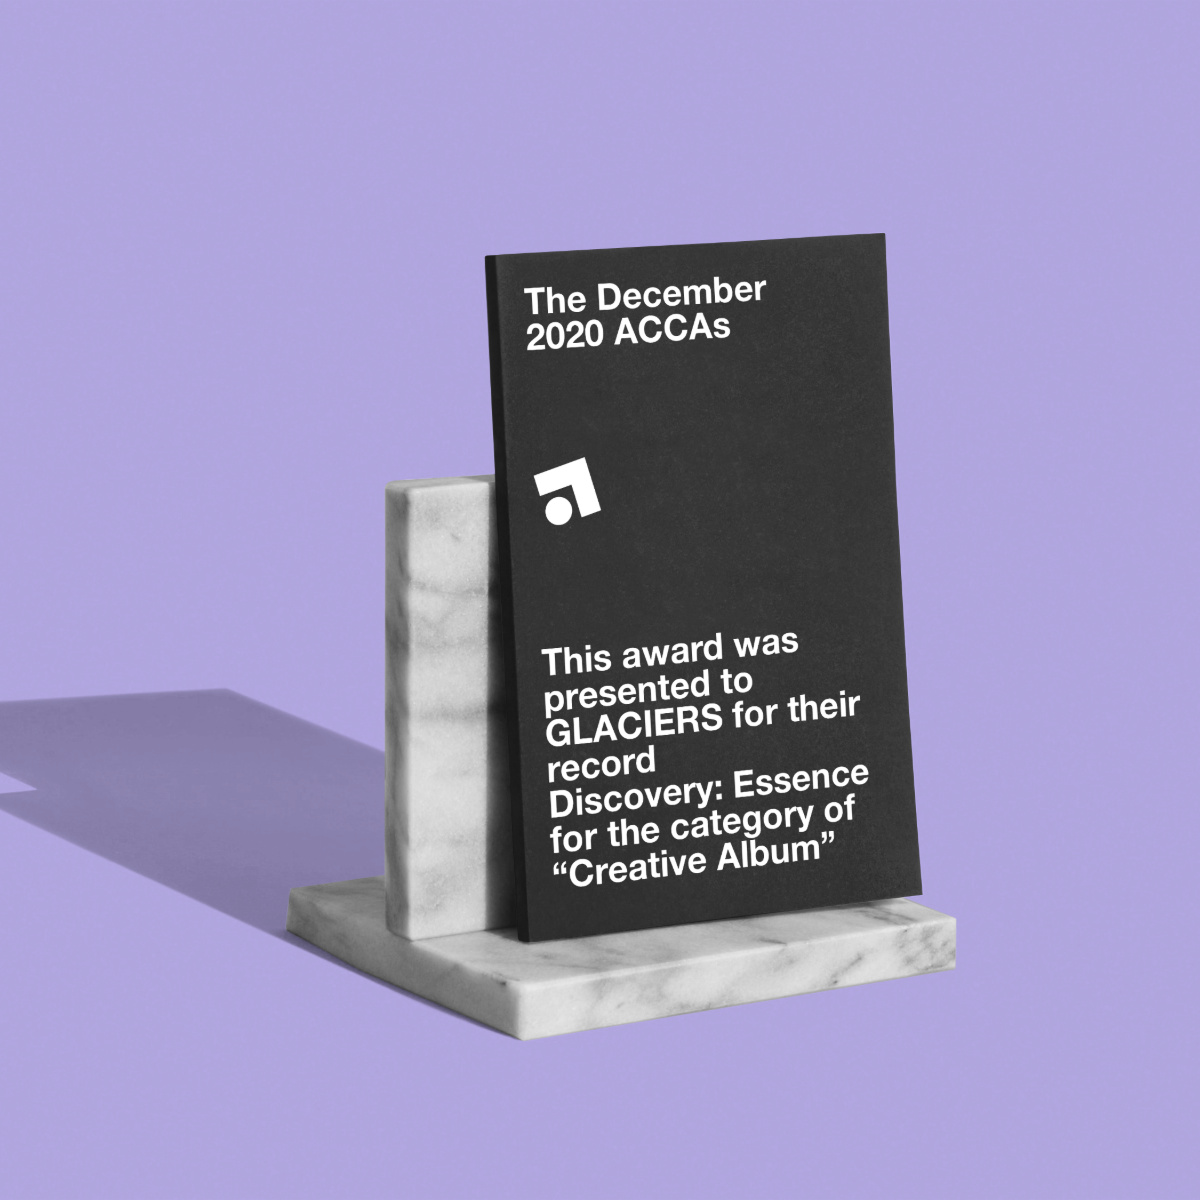 The December
2020 ACCAs
This award was
presented to
GLACIERS for their
record
Discovery: Essence
for the category of
“Creative Album”